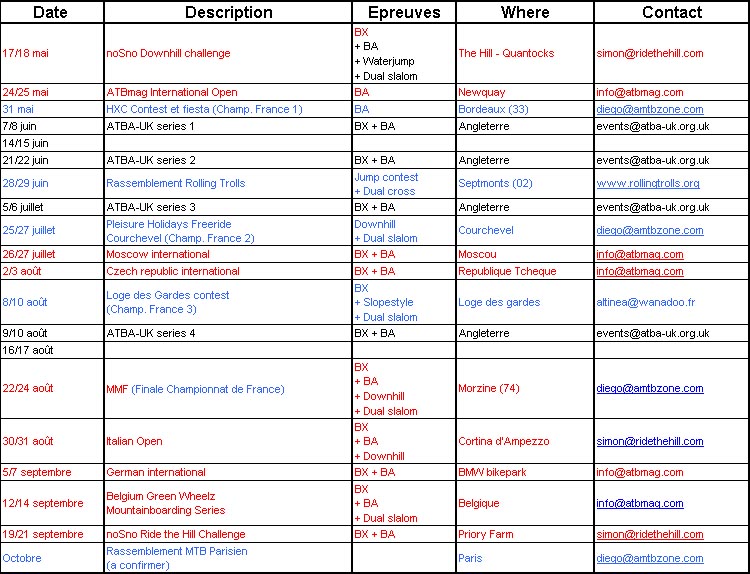 Date Description Epreuves Where Contact
17/18 mai noSno Downhill challenge BX The Hill - Quantocks simon@ridethehill.com
+ BA
+ Waterjump
+ Dual slalom
24/25 mai ATBmag International Open BA Newquay info@atbmag.com
31 mai HXC Contest et fiesta (Champ. France 1) BA Bordeaux (33) diego@amtbzone.com
7/8 juin ATBA-UK series 1 BX + BA Angleterre events@atba-uk.org.uk
14/15 juin
21/22 juin ATBA-UK series 2 BX + BA Angleterre events@atba-uk.org.uk
28/29 juin Rassemblement Rolling Trolls Jump contest Septmonts (02) www.rollingtrolls.org
+ Dual cross
5/6 juillet ATBA-UK series 3 BX + BA Angleterre events@atba-uk.org.uk
25/27 juillet Pleisure Holidays Freeride Downhill Courchevel diego@amtbzone.com
Courchevel (Champ. France 2) + Dual slalom
26/27 juillet Moscow international BX + BA Moscou info@atbmag.com
2/3 août Czech republic international BX + BA Republique Tcheque info@atbmag.com
8/10 août Loge des Gardes contest BX Loge des gardes altinea@wanadoo.fr
(Champ. France 3) + Slopestyle
+ Dual slalom
9/10 août ATBA-UK series 4 BX + BA Angleterre events@atba-uk.org.uk
16/17 août
22/24 août MMF (Finale Championnat de France) BX Morzine (74) diego@amtbzone.com
+ BA
+ Downhill
+ Dual slalom
30/31 août Italian Open BX Cortina d'Ampezzo simon@ridethehill.com
+ BA
+ Downhill
5/7 septembre German international BX + BA BMW bikepark info@atbmag.com
12/14 septembre Belgium Green Wheelz BX Belgique info@atbmag.com
Mountainboarding Series + BA
+ Dual slalom
19/21 septembre noSno Ride the Hill Challenge BX + BA Priory Farm simon@ridethehill.com
Octobre Rassemblement MTB Parisien Paris diego@amtbzone.com
(a confirmer)